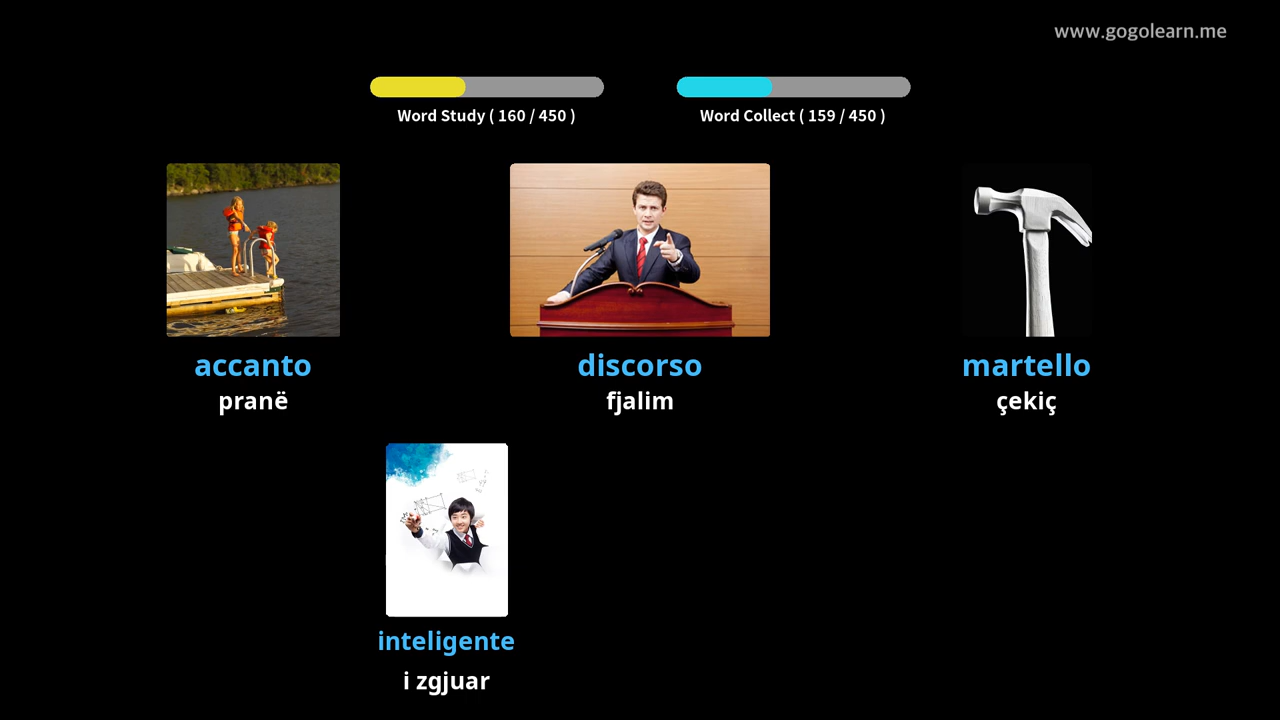 www.gogolearn.me
Word Study ( 160 / 450 )
Word Collect ( 159 / 450 )
accanto
pranë
discorso
fjalim
martello
çekiç
inteligente
i zgjuar